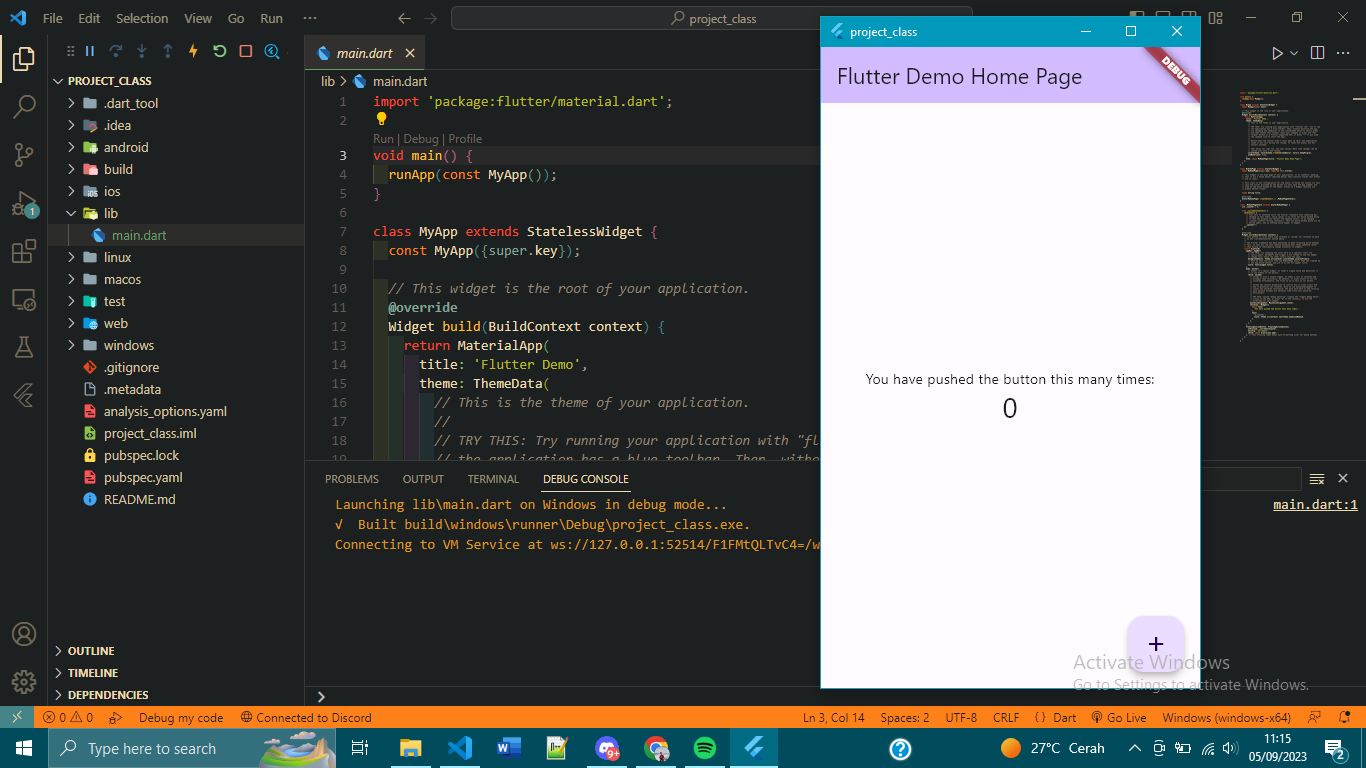 File Edit Selection View Go Run ···
project_class
PROJECT_CLASS
.dart_tool
.idea
android
build
ios
lib
main.dart
linux
macos
test
web
windows
.gitignore
.metadata
analysis_options.yaml
project_class.iml
pubspec.lock
pubspec.yaml
README.md
OUTLINE
TIMELINE
DEPENDENCIES
1
main.dart
lib > main.dart
1 import 'package:flutter/material.dart';
2
Run | Debug | Profile
3 void main() {
4 runApp(const MyApp());
5 }
6
7 class MyApp extends StatelessWidget {
8 const MyApp({super.key});
9
10 // This widget is the root of your application.
11 @override
12 Widget build(BuildContext context) {
13 return MaterialApp(
14 title: 'Flutter Demo',
15 theme: ThemeData(
16 // This is the theme of your application.
17 //
18 // TRY THIS: Try running your application with "fl
// the application has a blue toolbar. Then, witho
PROBLEMS OUTPUT TERMINAL DEBUG CONSOLE
Launching lib\main.dart on Windows in debug mode...
main.dart:1
√ Built build\windows\runner\Debug\project_class.exe.
Connecting to VM Service at ws://127.0.0.1:52514/F1FMtQLTvC4=/w
project_class
Flutter Demo Home Page
DEBUG
You have pushed the button this many times:
0
+
Activate Windows
Go to Settings to activate Windows.
0 0 Debug my code Connected to Discord Ln 3, Col 14 Spaces: 2 UTF-8 CRLF {} Dart Go Live Windows (windows-x64)
Type here to search
9+
27°C Cerah
11:15
05/09/2023
2